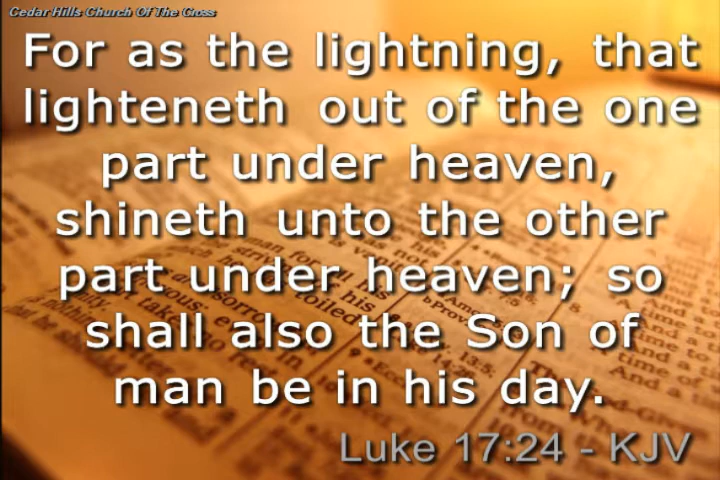 Cedar Hills Church Of The Cross
For as the lightning, that
lighteneth out of the one
part under heaven,
shineth unto the other
part under heaven; so
shall also the Son of
man be in his day.
Luke 17:24 - KJV